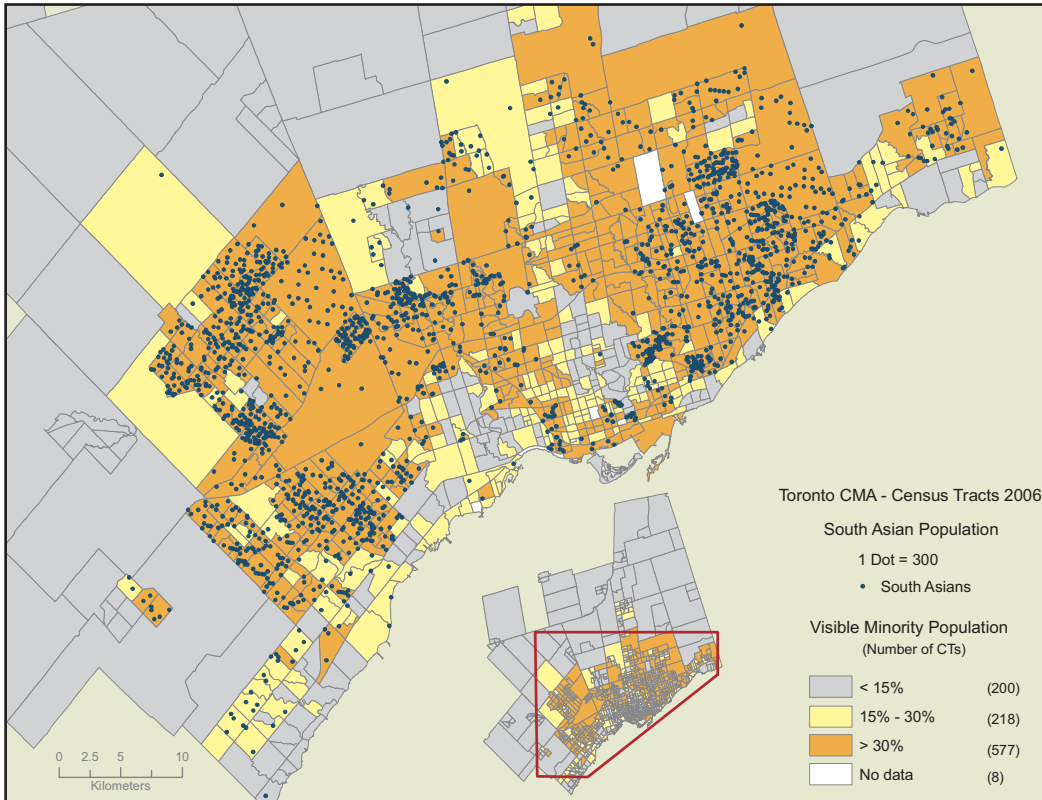 Toronto CMA - Census Tracts 2006
South Asian Population
1 Dot = 300
South Asians
Visible Minority Population
(Number of CTs)
< 15% (200)
15% - 30% (218)
> 30% (577)
No data (8)
0 2.5 5 10
Kilometers